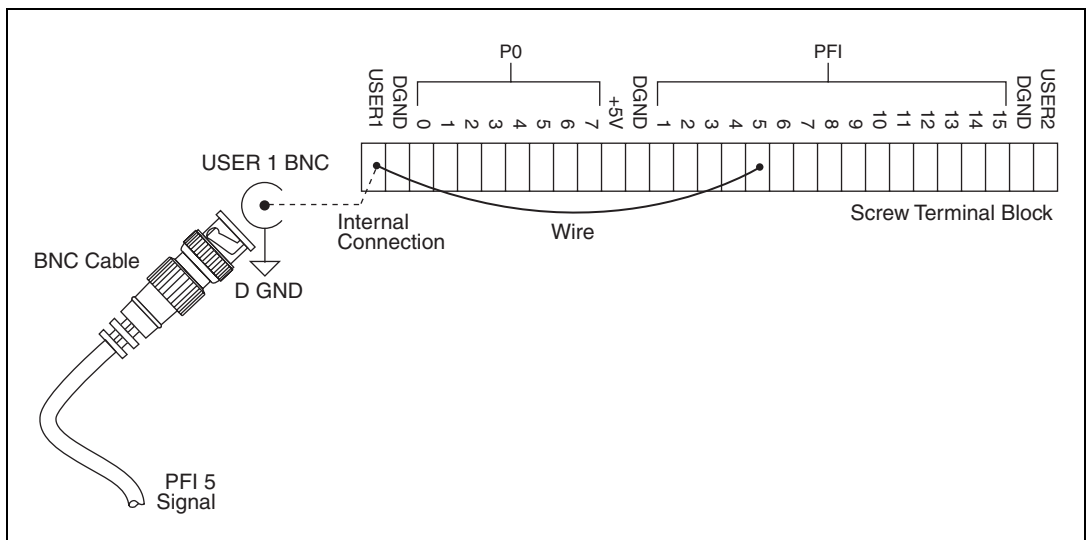 P0
PFI
USER1
DGND
0
1
2
3
4
5
6
7
+5V
DGND
1
2
3
4
5
6
7
8
9
10
11
12
13
14
15
DGND
USER2
USER 1 BNC
Internal
Connection
Wire
Screw Terminal Block
BNC Cable
D GND
PFI 5
Signal